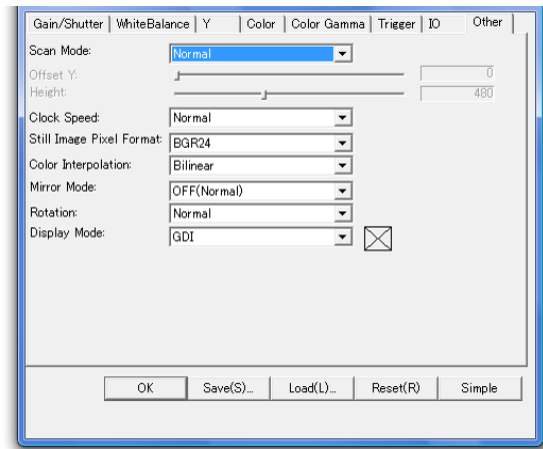 Gain/Shutter WhiteBalance Y Color Color Gamma Trigger IO Other
Scan Mode: Normal
Offset Y: 0
Height: 480
Clock Speed: Normal
Still Image Pixel Format: BGR24
Color Interpolation: Bilinear
Mirror Mode: OFF(Normal)
Rotation: Normal
Display Mode: GDI
OK Save(S)... Load(L)... Reset(R) Simple